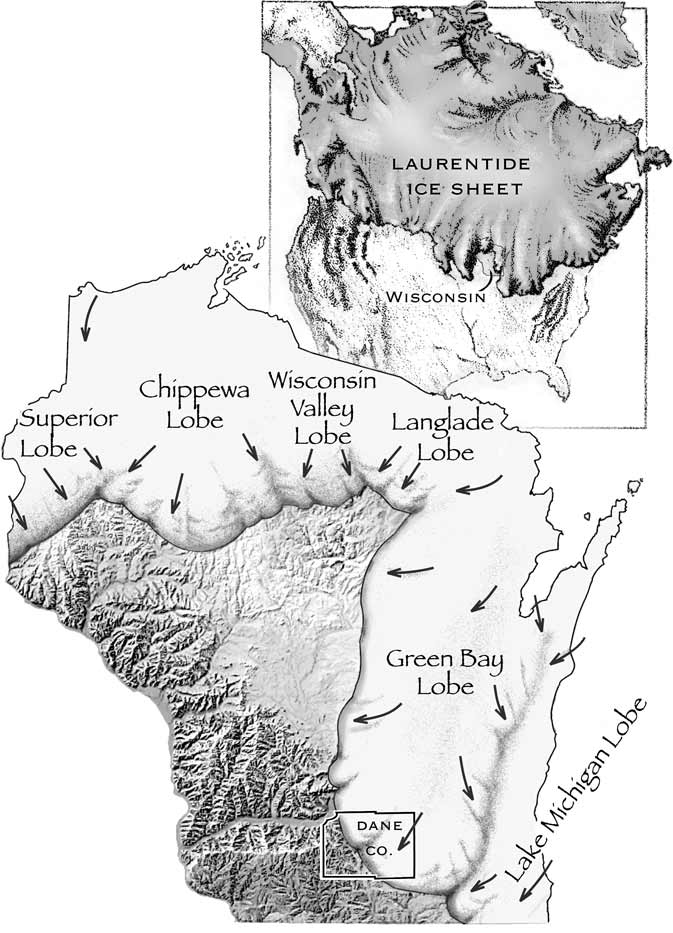 LAURENTIDE
ICE SHEET
WISCONSIN
Superior
Lobe
Chippewa
Lobe
Wisconsin
Valley
Lobe
Langlade
Lobe
Green Bay
Lobe
Lake Michigan Lobe
DANE
CO.